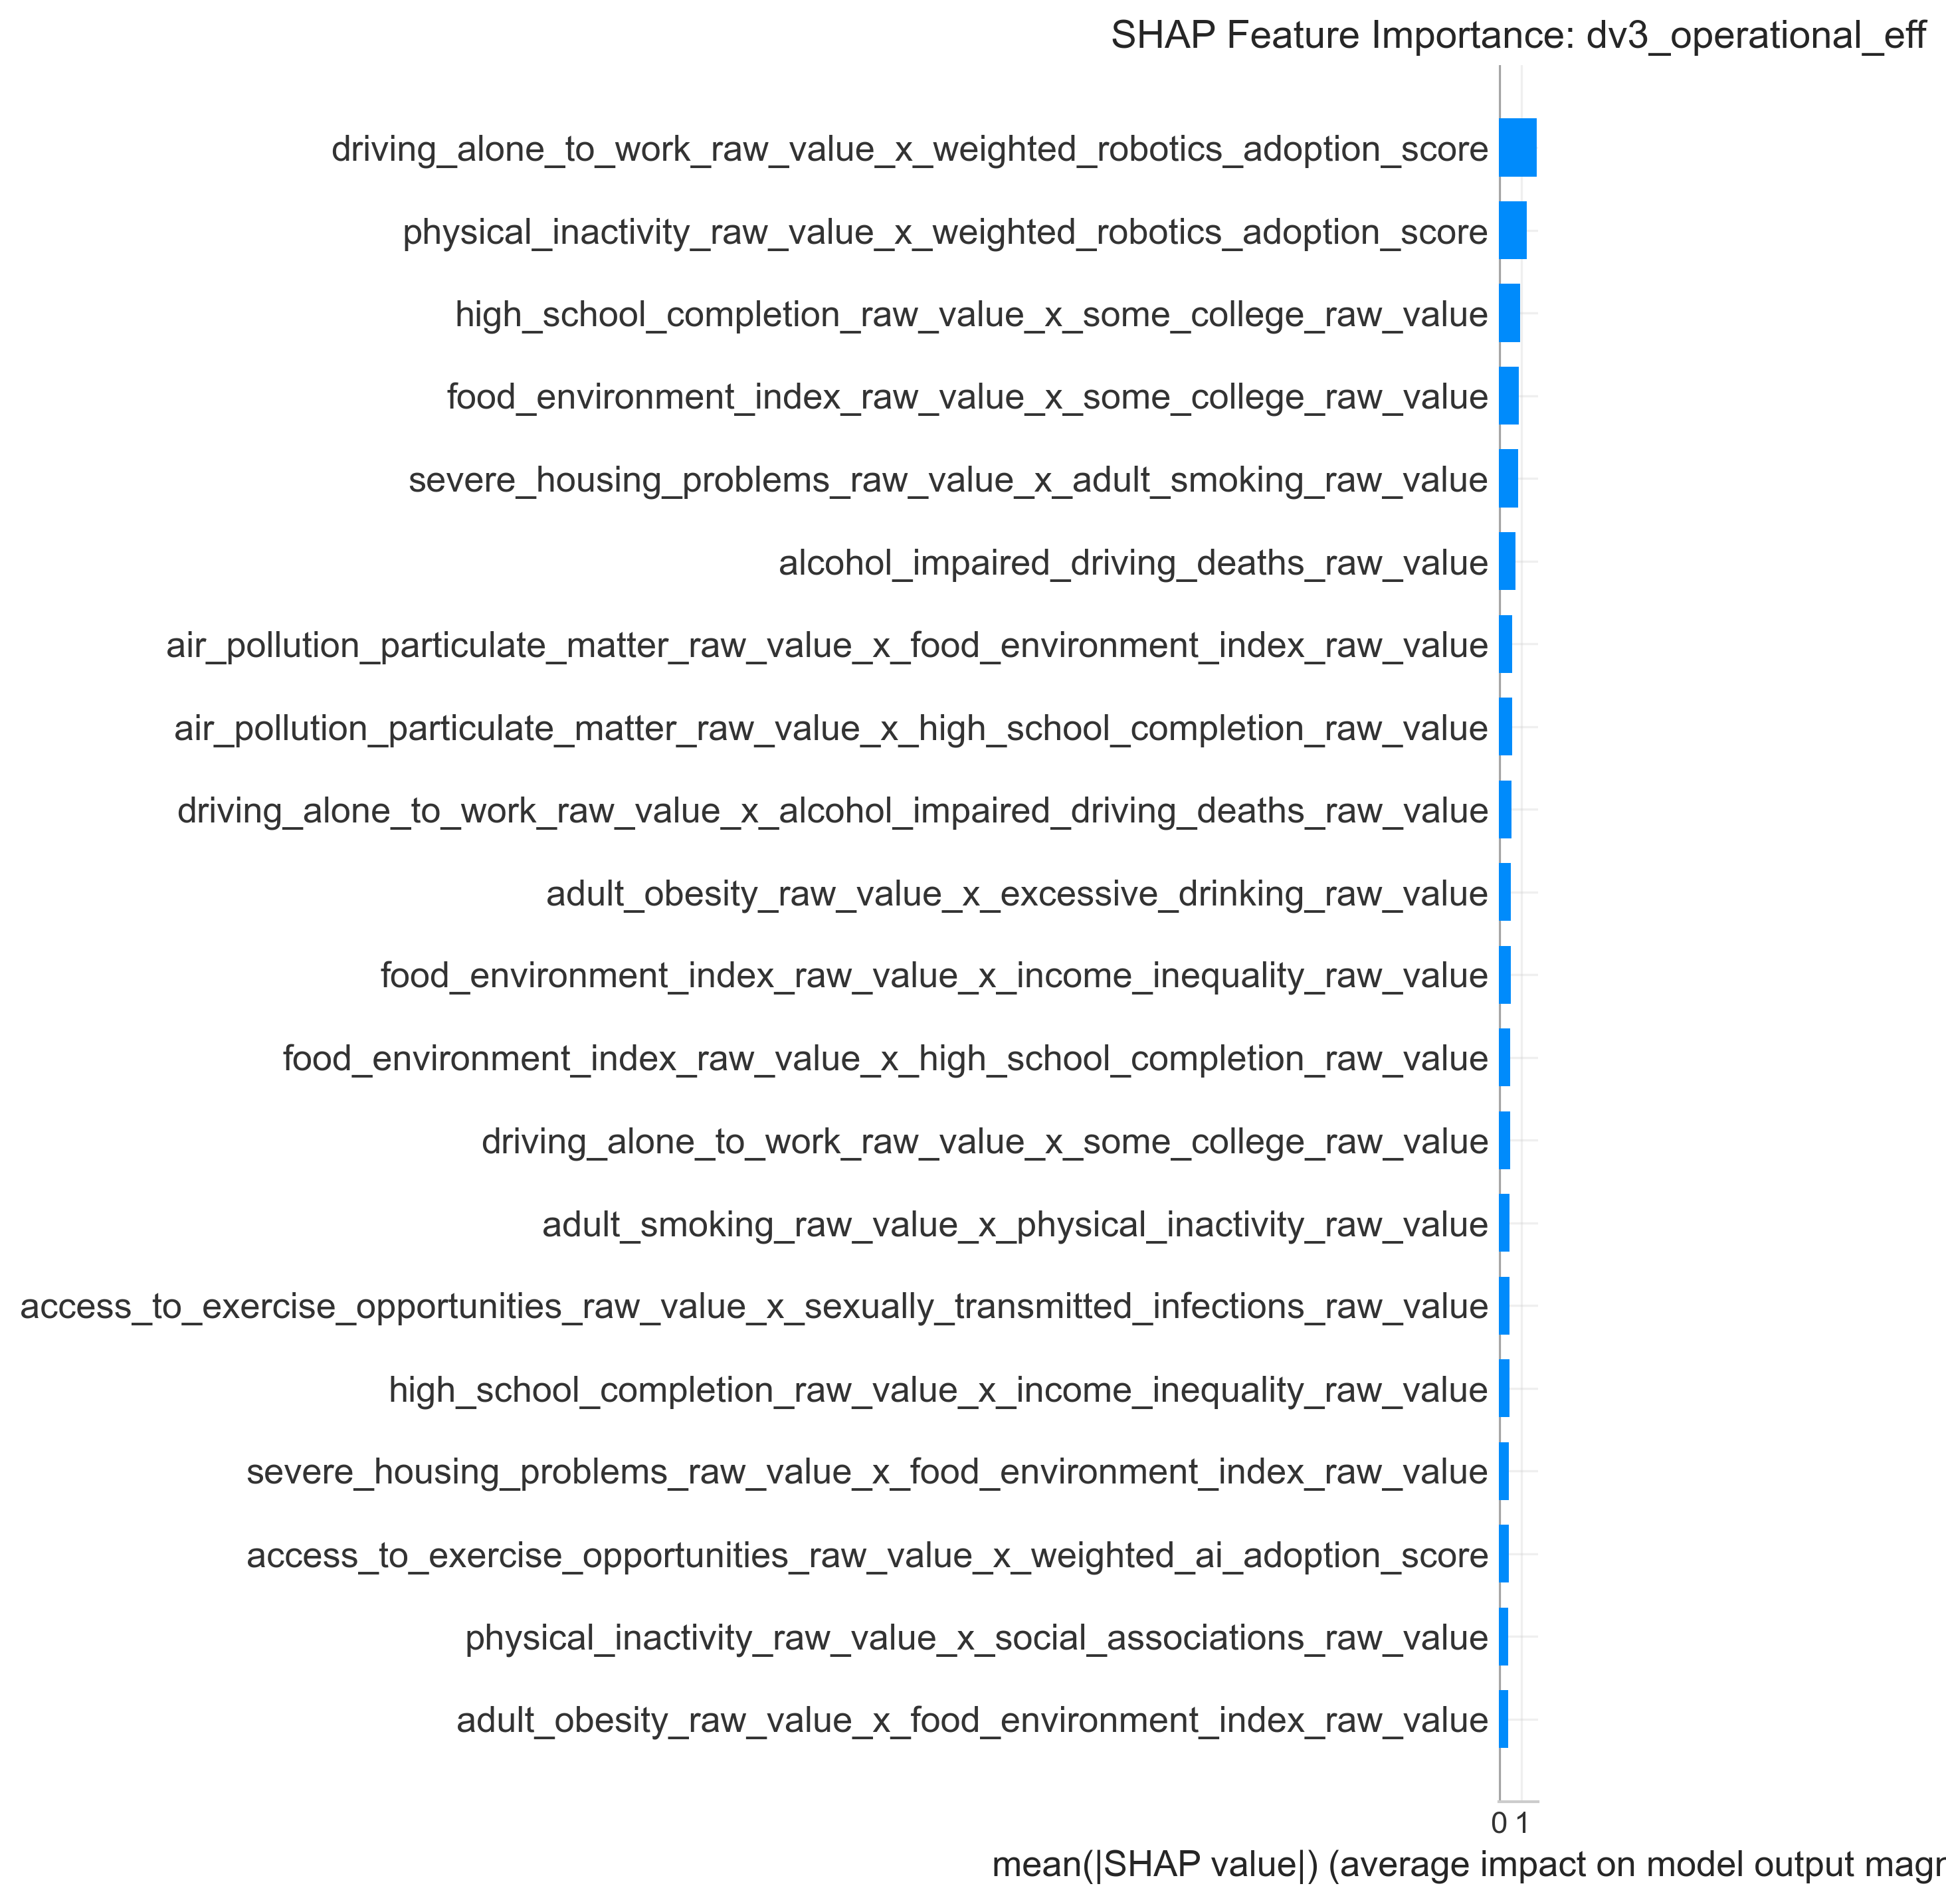 SHAP Feature Importance: dv3_operational_eff
driving_alone_to_work_raw_value_x_weighted_robotics_adoption_score
physical_inactivity_raw_value_x_weighted_robotics_adoption_score
high_school_completion_raw_value_x_some_college_raw_value
food_environment_index_raw_value_x_some_college_raw_value
severe_housing_problems_raw_value_x_adult_smoking_raw_value
alcohol_impaired_driving_deaths_raw_value
air_pollution_particulate_matter_raw_value_x_food_environment_index_raw_value
air_pollution_particulate_matter_raw_value_x_high_school_completion_raw_value
driving_alone_to_work_raw_value_x_alcohol_impaired_driving_deaths_raw_value
adult_obesity_raw_value_x_excessive_drinking_raw_value
food_environment_index_raw_value_x_income_inequality_raw_value
food_environment_index_raw_value_x_high_school_completion_raw_value
driving_alone_to_work_raw_value_x_some_college_raw_value
adult_smoking_raw_value_x_physical_inactivity_raw_value
access_to_exercise_opportunities_raw_value_x_sexually_transmitted_infections_raw_value
high_school_completion_raw_value_x_income_inequality_raw_value
severe_housing_problems_raw_value_x_food_environment_index_raw_value
access_to_exercise_opportunities_raw_value_x_weighted_ai_adoption_score
physical_inactivity_raw_value_x_social_associations_raw_value
adult_obesity_raw_value_x_food_environment_index_raw_value
0 1
mean(|SHAP value|) (average impact on model output magn